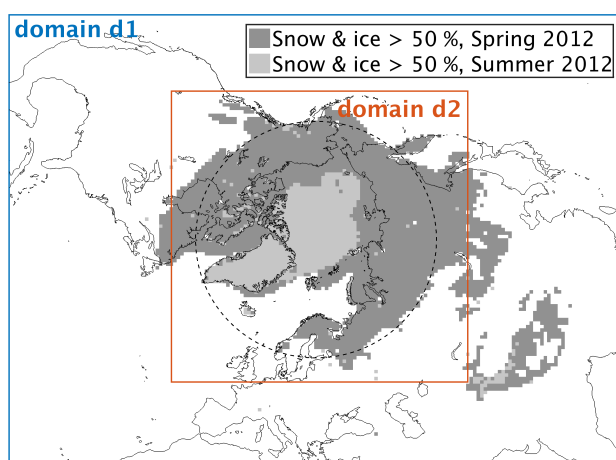 domain d1
Snow & ice > 50 %, Spring 2012
Snow & ice > 50 %, Summer 2012
domain d2